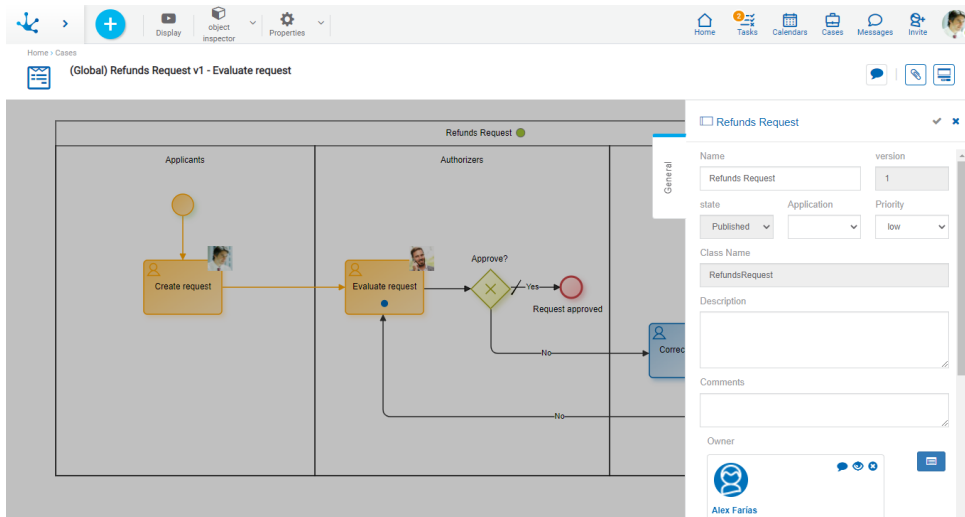 Display
object
inspector
Properties
Home
2
Tasks
Calendars
Cases
Messages
Invite
Home › Cases
(Global) Refunds Request v1 - Evaluate request
Refunds Request
Applicants
Authorizers
Create request
Evaluate request
Approve?
Yes
Request approved
No
Correc
No
General
Refunds Request
Name
version
Refunds Request
1
state
Application
Priority
Published
low
Class Name
RefundsRequest
Description
Comments
Owner
Alex Farías